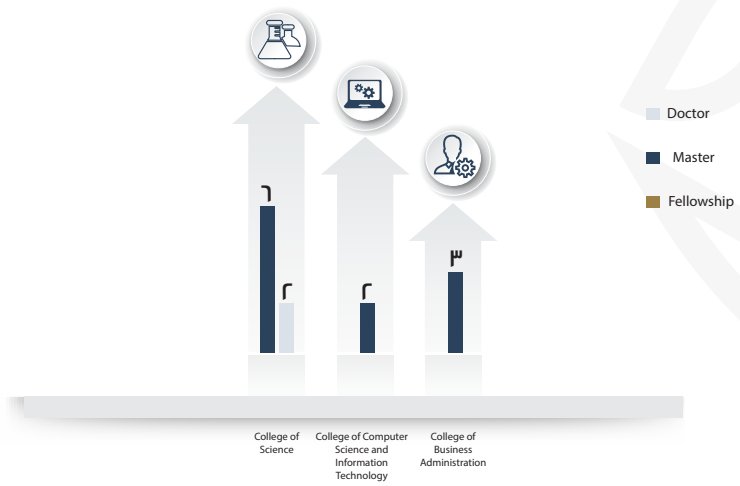 Doctor
Master
Fellowship
٦
٢
٢
٣
College of
Science
College of Computer
Science and
Information
Technology
College of
Business
Administration